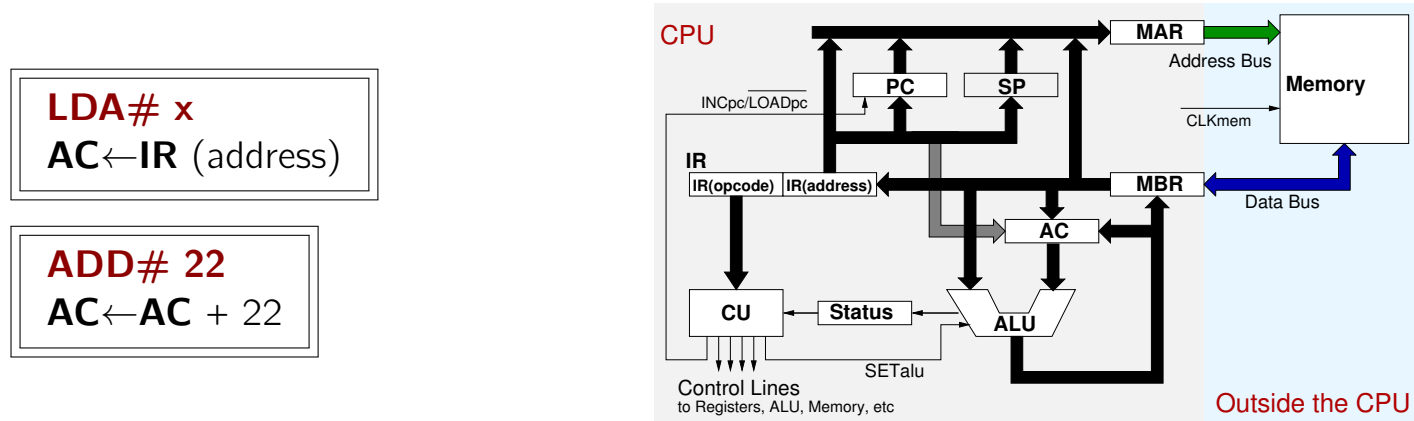 LDA# x
AC←IR (address)
ADD# 22
AC←AC + 22
CPU
MAR
Address Bus
Memory
PC
SP
INCpc/LOADpc
CLKmem
IR
IR(opcode)
IR(address)
MBR
Data Bus
AC
CU
Status
ALU
SETalu
Control Lines
to Registers, ALU, Memory, etc
Outside the CPU